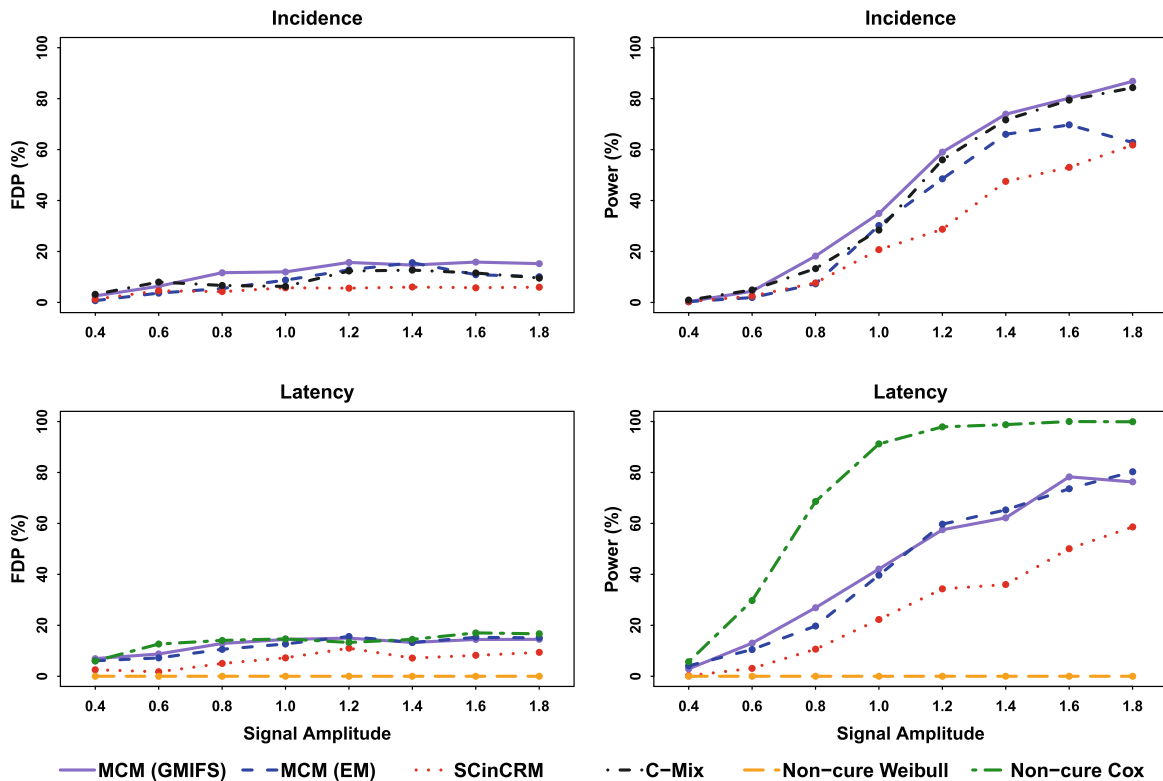 Incidence
Incidence
FDP (%)
100
80
60
40
20
0
0.4 0.6 0.8 1.0 1.2 1.4 1.6 1.8
Power (%)
100
80
60
40
20
0
0.4 0.6 0.8 1.0 1.2 1.4 1.6 1.8
Latency
Latency
FDP (%)
100
80
60
40
20
0
0.4 0.6 0.8 1.0 1.2 1.4 1.6 1.8
Signal Amplitude
Power (%)
100
80
60
40
20
0
0.4 0.6 0.8 1.0 1.2 1.4 1.6 1.8
Signal Amplitude
MCM (GMIFS) MCM (EM) SCinCRM C−Mix Non−cure Weibull Non−cure Cox